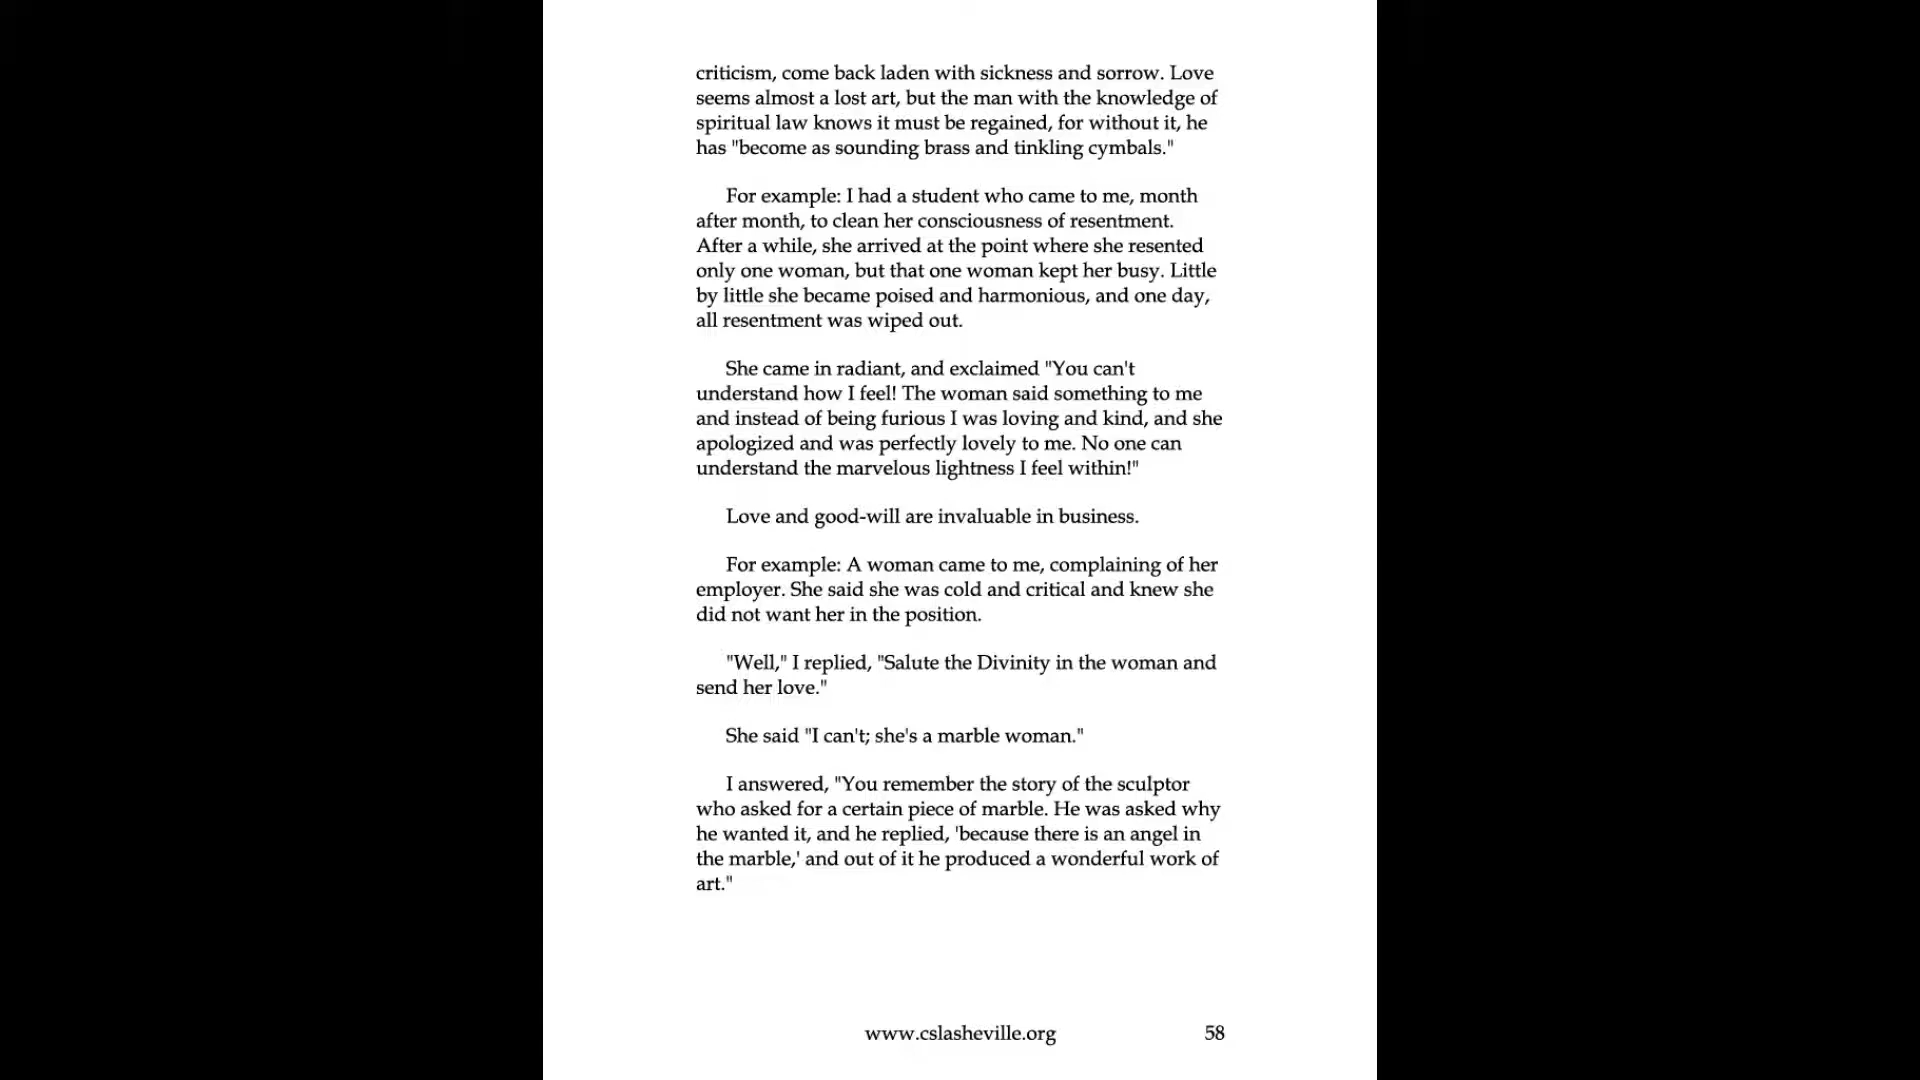 criticism, come back laden with sickness and sorrow. Love
seems almost a lost art, but the man with the knowledge of
spiritual law knows it must be regained, for without it, he
has "become as sounding brass and tinkling cymbals."
For example: I had a student who came to me, month
after month, to clean her consciousness of resentment.
After a while, she arrived at the point where she resented
only one woman, but that one woman kept her busy. Little
by little she became poised and harmonious, and one day,
all resentment was wiped out.
She came in radiant, and exclaimed "You can't
understand how I feel! The woman said something to me
and instead of being furious I was loving and kind, and she
apologized and was perfectly lovely to me. No one can
understand the marvelous lightness I feel within!"
Love and good-will are invaluable in business.
For example: A woman came to me, complaining of her
employer. She said she was cold and critical and knew she
did not want her in the position.
"Well," I replied, "Salute the Divinity in the woman and
send her love."
She said "I can't; she's a marble woman."
I answered, "You remember the story of the sculptor
who asked for a certain piece of marble. He was asked why
he wanted it, and he replied, 'because there is an angel in
the marble,' and out of it he produced a wonderful work of
art."
www.cslasheville.org 58